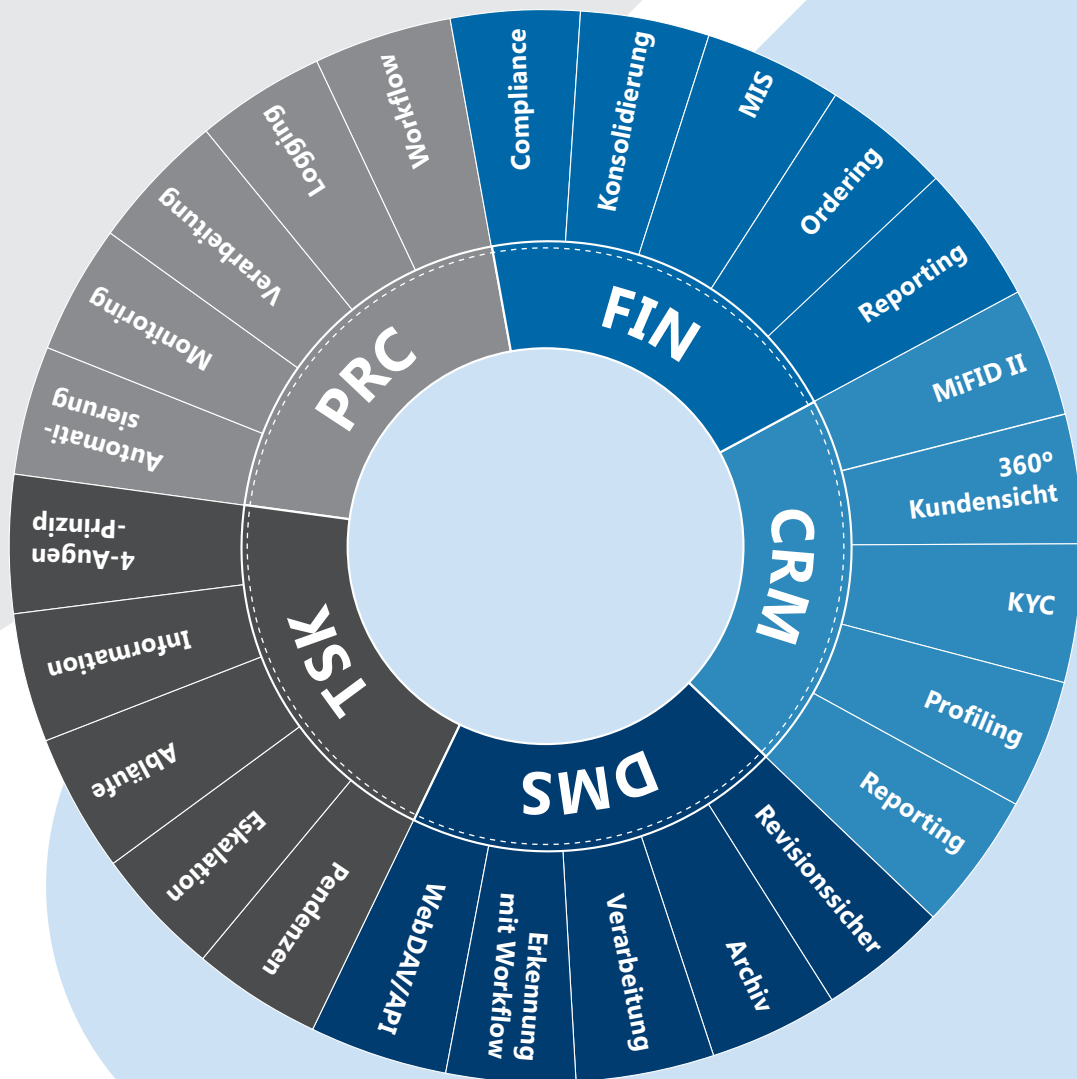 FIN
Compliance
Konsolidierung
MIS
Ordering
Reporting
CRM
MiFID II
360°
Kundensicht
KYC
Profiling
Reporting
DMS
Revisionssicher
Archiv
Verarbeitung
Erkennung
mit Workflow
WebDAV/API
TSK
Pendenzen
Eskalation
Abläufe
Information
4-Augen
-Prinzip
PRC
Automati-
sierung
Monitoring
Verarbeitung
Logging
Workflow